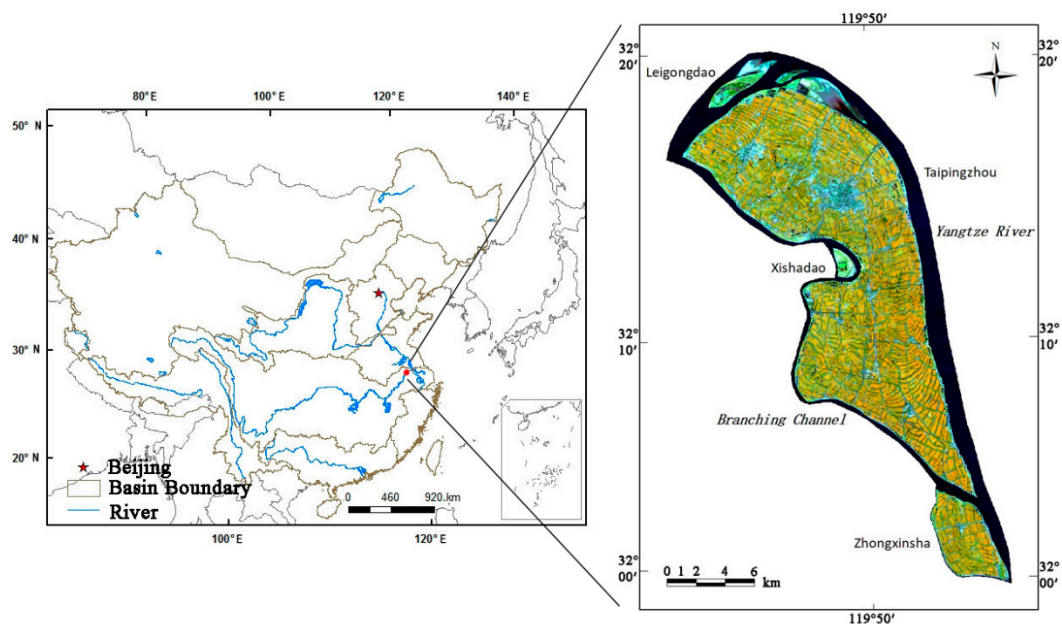 80° E
100° E
120° E
140° E
50° N
40° N
30° N
20° N
Beijing
Basin Boundary
River
0 460 920 km
100°E
120° E
119°50′
32°
20′
32°
20′
N
Leigongdao
Taipingzhou
Yangtze River
Xishadao
32°
10′
32°
10′
Branching Channel
Zhongxinsha
32°
00′
32°
00′
0 1 2 4 6
km
119°50′